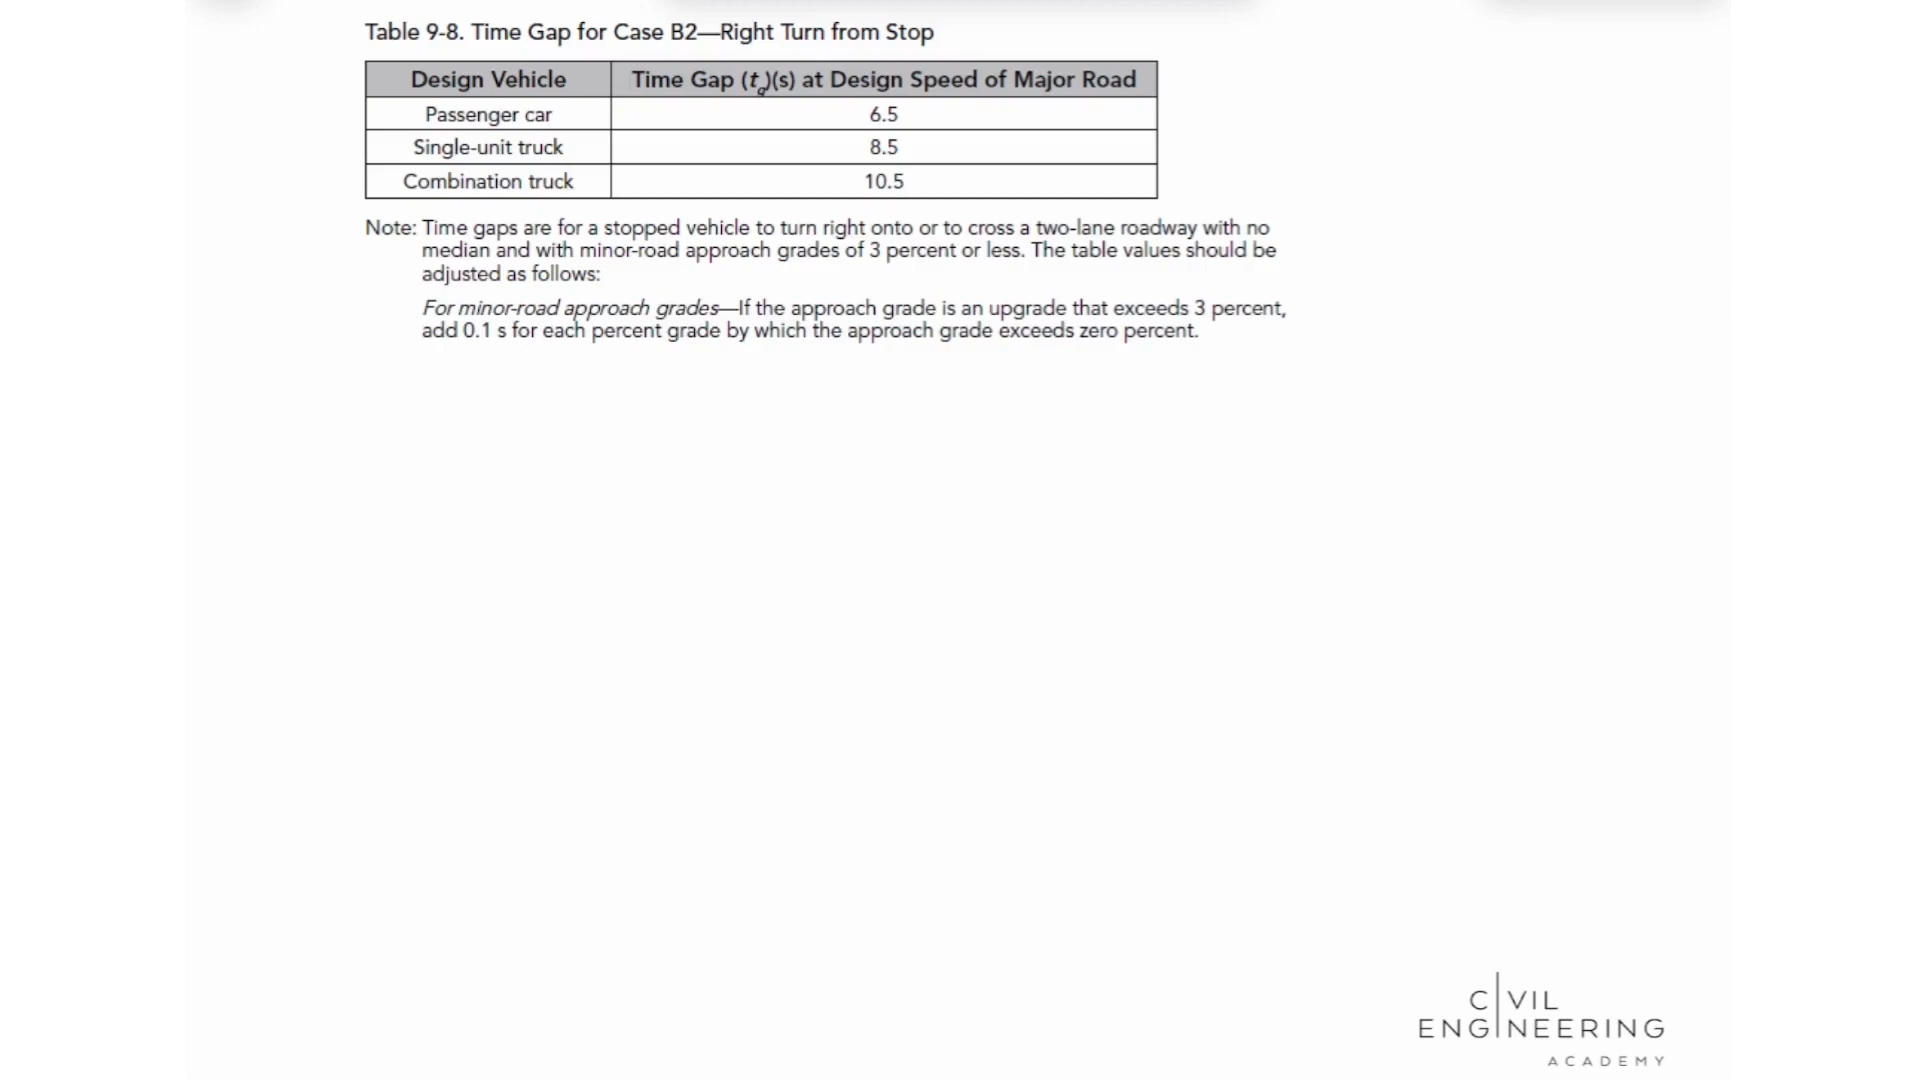 Table 9-8. Time Gap for Case B2—Right Turn from Stop
Design Vehicle Time Gap (tg)(s) at Design Speed of Major Road
Passenger car 6.5
Single-unit truck 8.5
Combination truck 10.5
Note: Time gaps are for a stopped vehicle to turn right onto or to cross a two-lane roadway with no
median and with minor-road approach grades of 3 percent or less. The table values should be
adjusted as follows:
For minor-road approach grades—If the approach grade is an upgrade that exceeds 3 percent,
add 0.1 s for each percent grade by which the approach grade exceeds zero percent.
CIVIL
ENGINEERING
ACADEMY